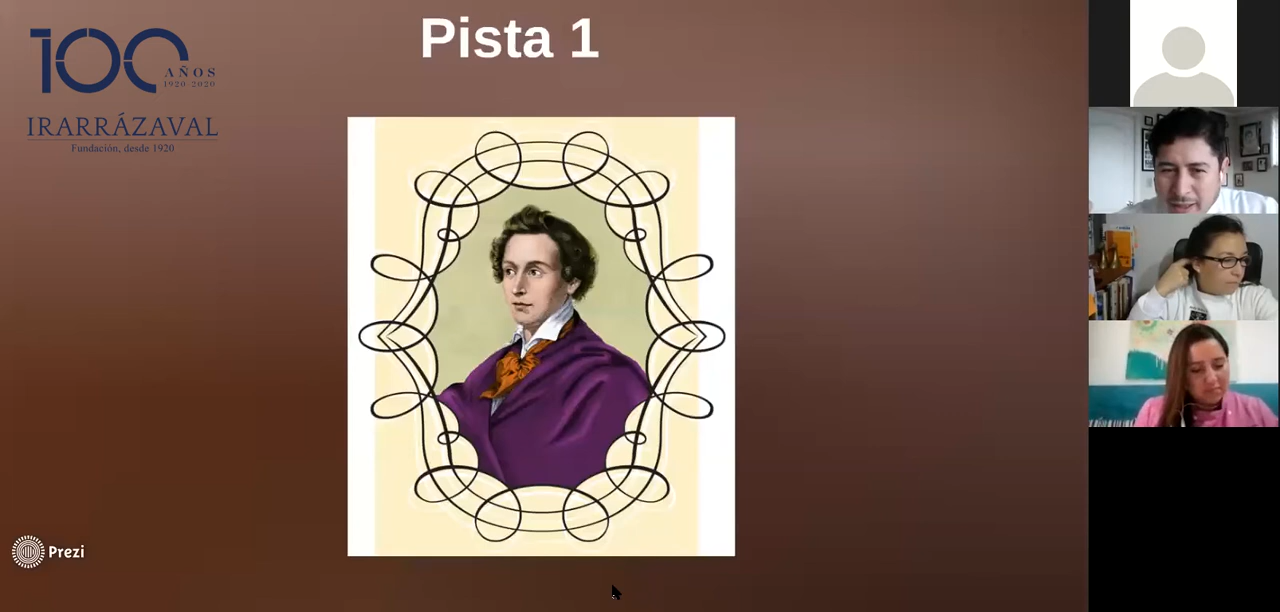 Pista 1
100
AÑOS
1920-2020
IRARRÁZAVAL
Fundación, desde 1920
Prezi